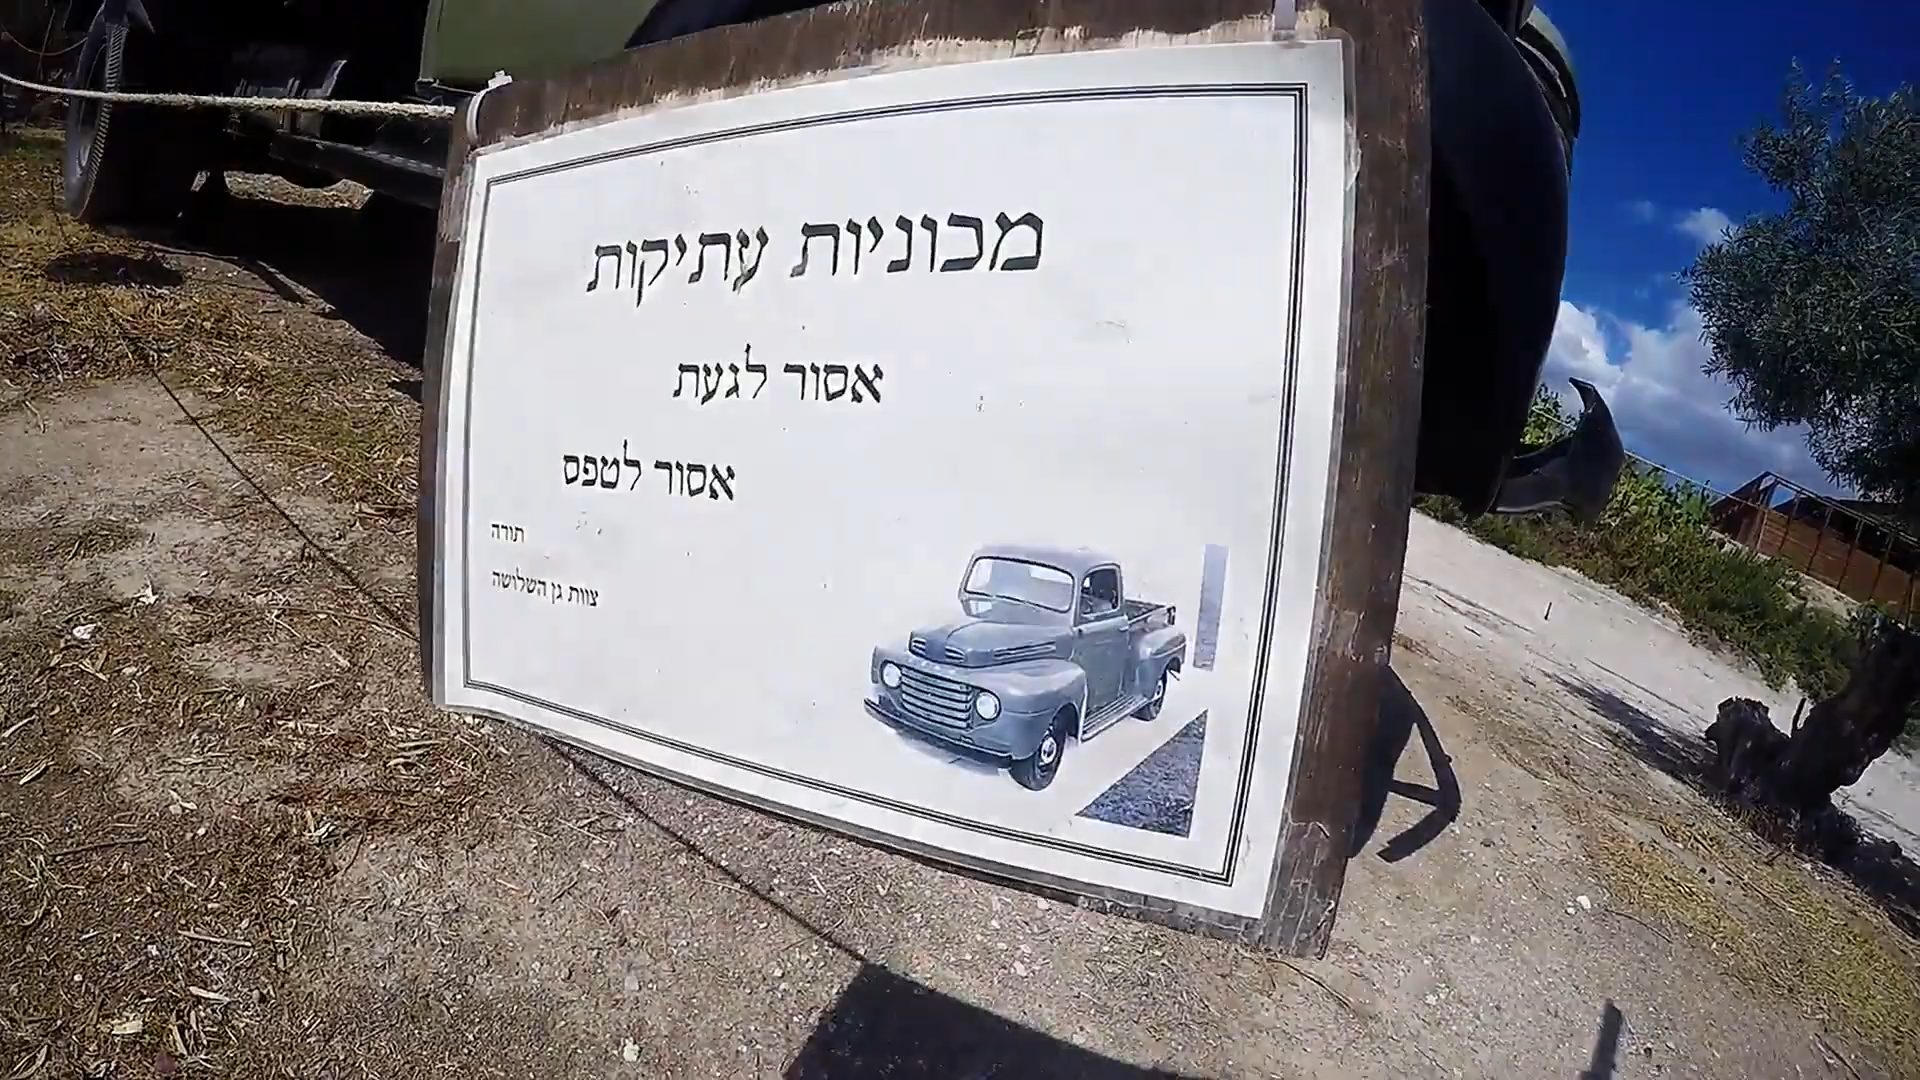 מכוניות עתיקות
אסור לגעת
אסור לטפס
תודה
צוות גן השלושה